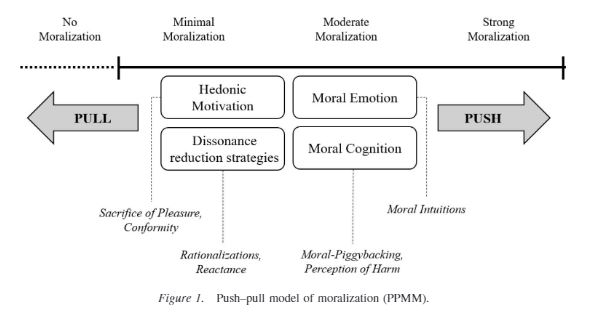 No Moralization
Minimal Moralization
Moderate Moralization
Strong Moralization
PULL
Hedonic Motivation
Moral Emotion
PUSH
Dissonance reduction strategies
Moral Cognition
Sacrifice of Pleasure, Conformity
Moral Intuitions
Rationalizations, Reactance
Moral-Piggybacking, Perception of Harm
Figure 1. Push–pull model of moralization (PPMM).